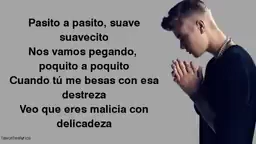 Pasito a pasito, suave
suavecito
Nos vamos pegando,
poquito a poquito
Cuando tú me besas con esa
destreza
Veo que eres malicia con
delicadeza